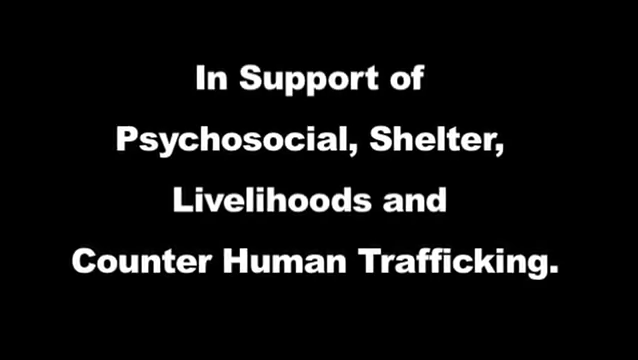 In Support of
Psychosocial, Shelter,
Livelihoods and
Counter Human Trafficking.